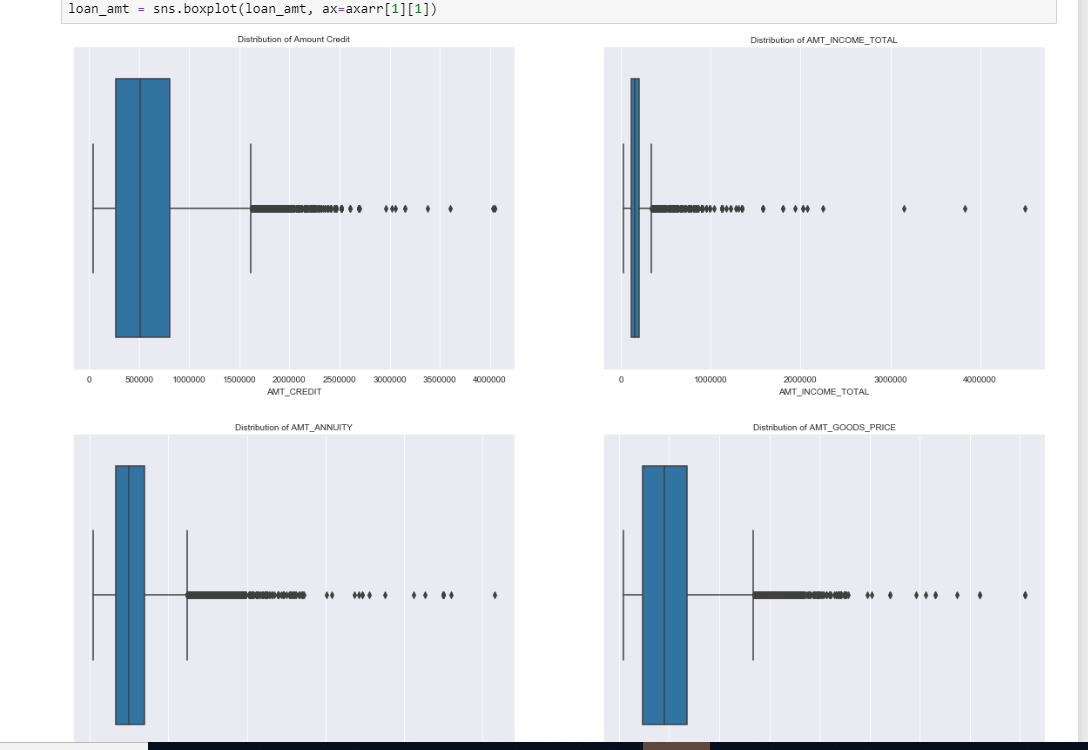 loan_amt = sns.boxplot(loan_amt, ax=axarr[1][1])
Distribution of Amount Credit
Distribution of AMT_INCOME_TOTAL
0 500000 1000000 1500000 2000000 2500000 3000000 3500000 4000000
0 1000000 2000000 3000000 4000000
AMT_CREDIT
AMT_INCOME_TOTAL
Distribution of AMT_ANNUITY
Distribution of AMT_GOODS_PRICE